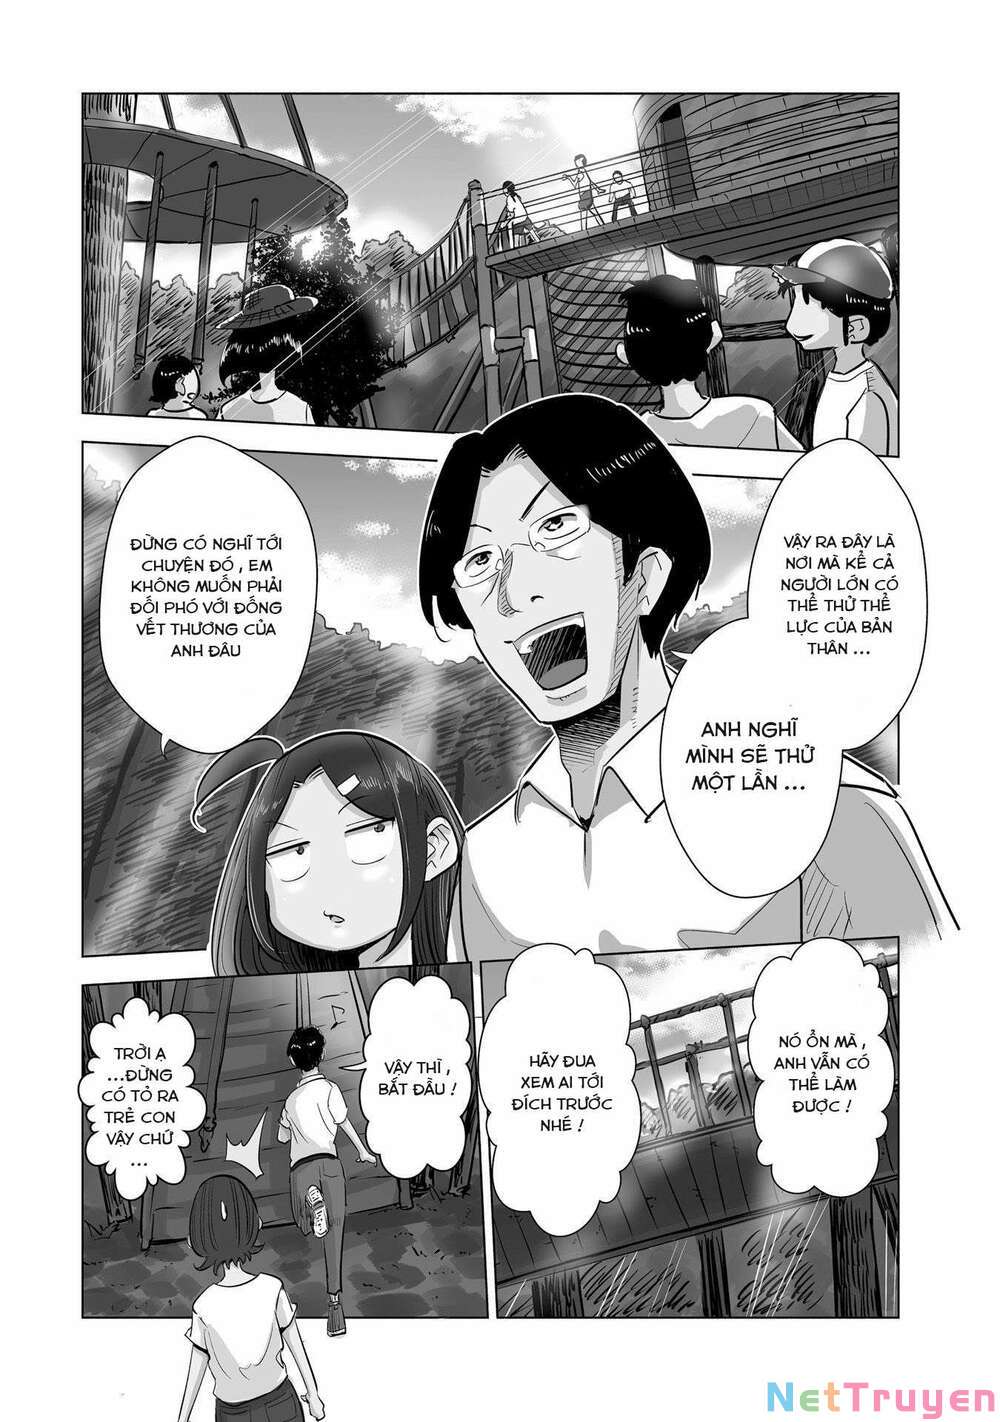 VẬY RA ĐÂY LÀ
NƠI MÀ KỂ CẢ
NGƯỜI LỚN CÓ
THỂ THỬ THỂ
LỰC CỦA BẢN
THÂN ...
ANH NGHĨ
MÌNH SẼ THỬ
MỘT LẦN ...
ĐỪNG CÓ NGHĨ TỚI
CHUYỆN ĐÓ , EM
KHÔNG MUỐN PHẢI
ĐỐI PHÓ VỚI ĐỐNG
VẾT THƯƠNG CỦA
ANH ĐÂU
NÓ ỔN MÀ ,
ANH VẪN CÓ
THỂ LÀM
ĐƯỢC !
HÃY ĐUA
XEM AI TỚI
ĐÍCH TRƯỚC
NHÉ !
VẬY THÌ ,
BẮT ĐẦU !
TRỜI Ạ
...ĐỪNG
CÓ TỎ RA
TRẺ CON
VẬY CHỨ
...
NetTruyen